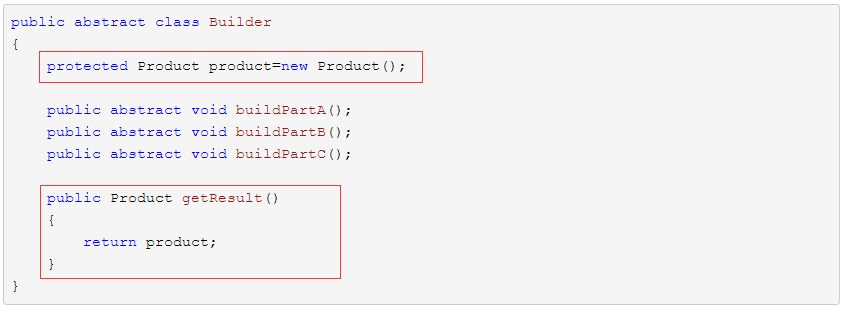 public abstract class Builder
{
    protected Product product=new Product();
    public abstract void buildPartA();
    public abstract void buildPartB();
    public abstract void buildPartC();
    public Product getResult()
    {
        return product;
    }
}